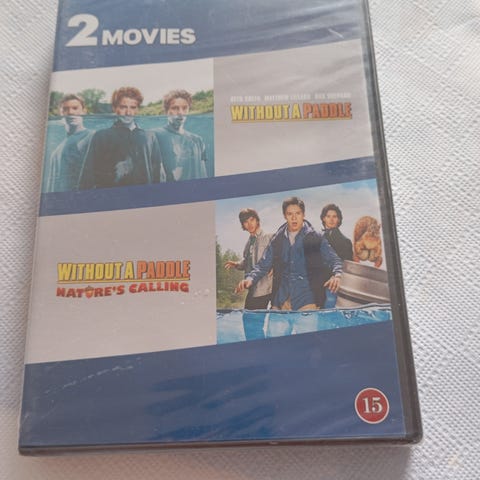 2 MOVIES
SETH GREEN MATTHEW LILLARD DAX SHEPARD
WITHOUT A PADDLE
WITHOUT A PADDLE
NATURE'S CALLING
15